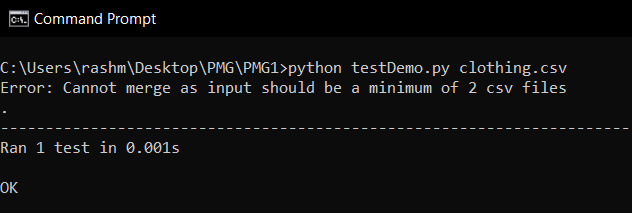 Command Prompt
C:\Users\rashm\Desktop\PMG\PMG1>python testDemo.py clothing.csv
Error: Cannot merge as input should be a minimum of 2 csv files
.
----------------------------------------------------------------------
Ran 1 test in 0.001s
OK